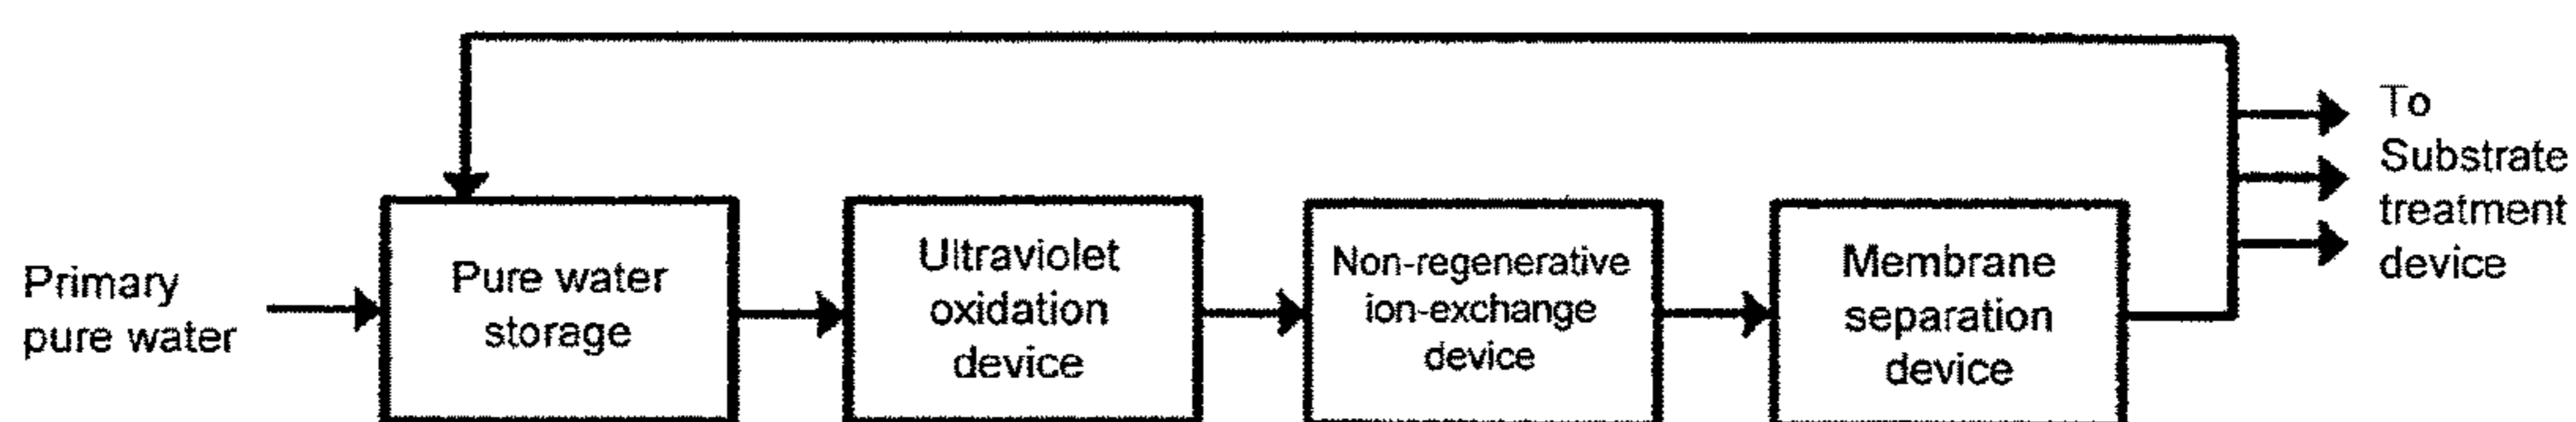 Primary
pure water
Pure water
storage
Ultraviolet
oxidation
device
Non-regenerative
ion-exchange
device
Membrane
separation
device
To
Substrate
treatment
device